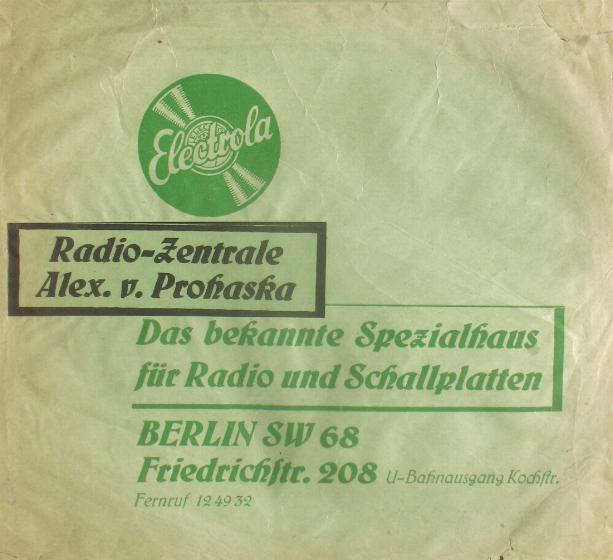 Electrola
Radio-Zentrale
Alex. v. Prohaska
Das bekannte Spezialhaus
für Radio und Schallplatten
BERLIN SW 68
Friedrichstr. 208 U-Bahnausgang Kochstr.
Fernruf 12 49 32